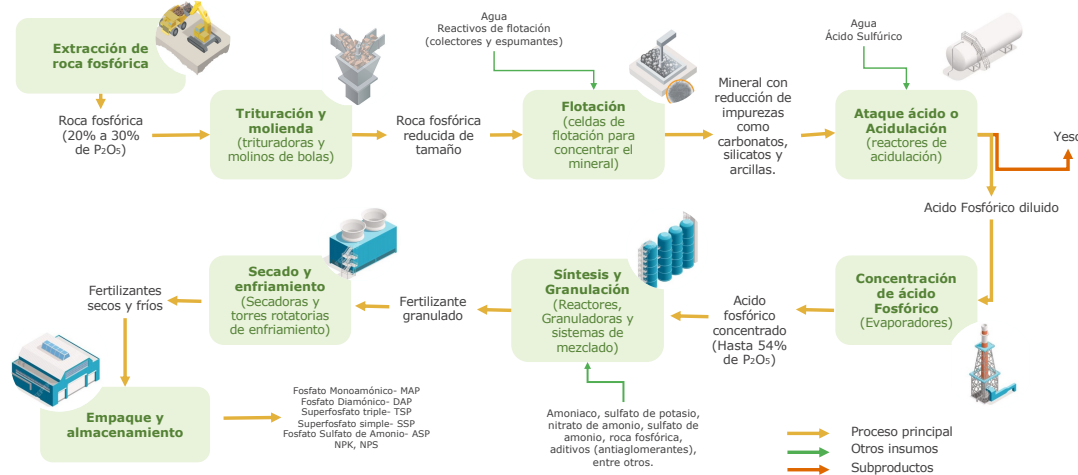 Extracción de
roca fosfórica
Roca fosfórica
(20% a 30%
de P₂O₅)
Trituración y
molienda
(trituradoras y
molinos de bolas)
Roca fosfórica
reducida de
tamaño
Agua
Reactivos de flotación
(colectores y espumantes)
Flotación
(celdas de
flotación para
concentrar el
mineral)
Mineral con
reducción de
impurezas
como
carbonatos,
silicatos y
arcillas.
Agua
Ácido Sulfúrico
Ataque ácido o
Acidulación
(reactores de
acidulación)
Yeso
Acido Fosfórico diluido
Concentración
de ácido
Fosfórico
(Evaporadores)
Acido
fosfórico
concentrado
(Hasta 54%
de P₂O₅)
Síntesis y
Granulación
(Reactores,
Granuladoras y
sistemas de
mezclado)
Amoniaco, sulfato de potasio,
nitrato de amonio, sulfato de
amonio, roca fosfórica,
aditivos (antiaglomerantes),
entre otros.
Fertilizante
granulado
Secado y
enfriamiento
(Secadoras y
torres rotatorias
de enfriamiento)
Fertilizantes
secos y fríos
Empaque y
almacenamiento
Fosfato Monoamónico- MAP
Fosfato Diamónico- DAP
Superfosfato triple- TSP
Superfosfato simple- SSP
Fosfato Sulfato de Amonio- ASP
NPK, NPS
Proceso principal
Otros insumos
Subproductos